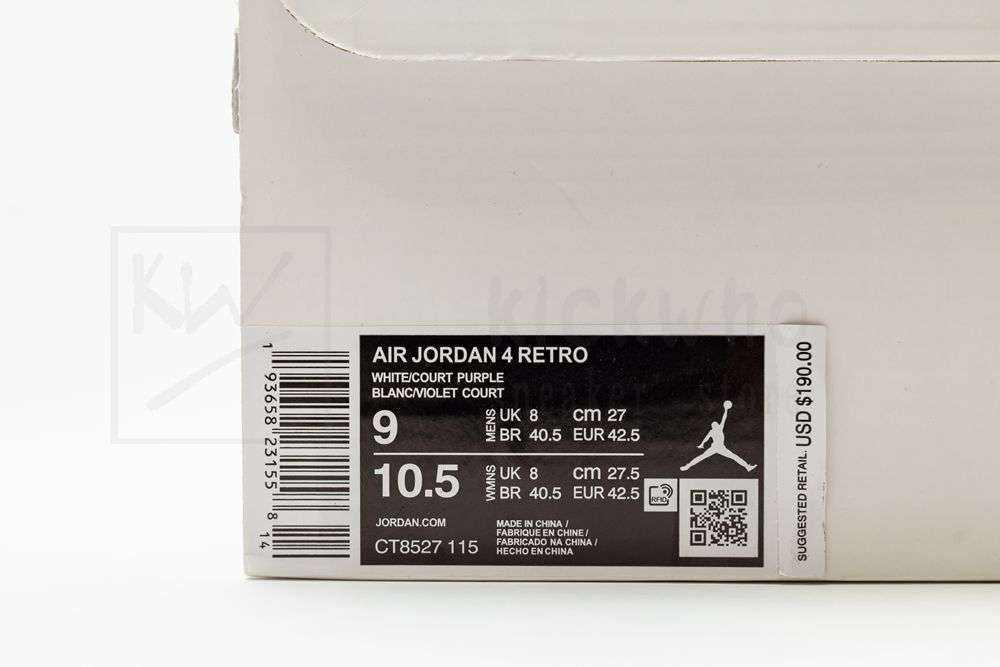 KW
kickwho
sneaker
1 93658 23155 8 14
AIR JORDAN 4 RETRO
WHITE/COURT PURPLE
BLANC/VIOLET COURT
9 MENS UK 8 cm 27
BR 40.5 EUR 42.5
10.5 WMNS UK 8 cm 27.5
BR 40.5 EUR 42.5
RFID
JORDAN.COM
CT8527 115
MADE IN CHINA /
FABRIQUE EN CHINE /
FABRICADO NA CHINA /
HECHO EN CHINA
SUGGESTED RETAIL. USD $190.00